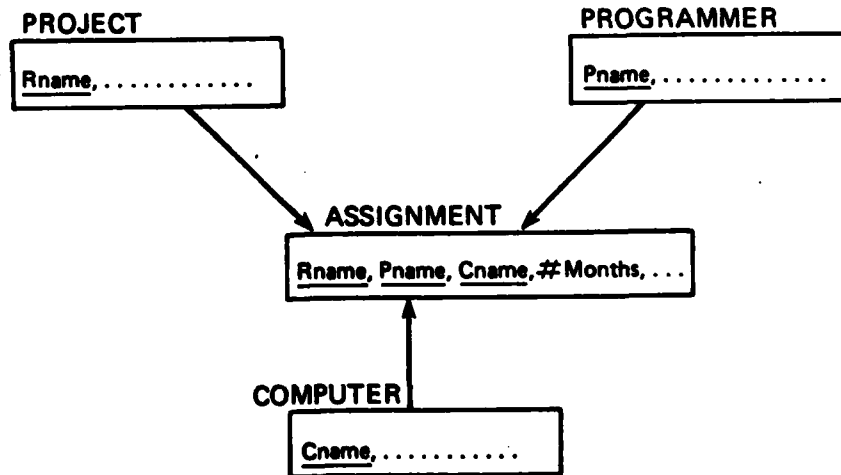 PROJECT
Rname, ............
PROGRAMMER
Pname, .............
ASSIGNMENT
Rname, Pname, Cname, #Months, ...
COMPUTER
Cname, ...........